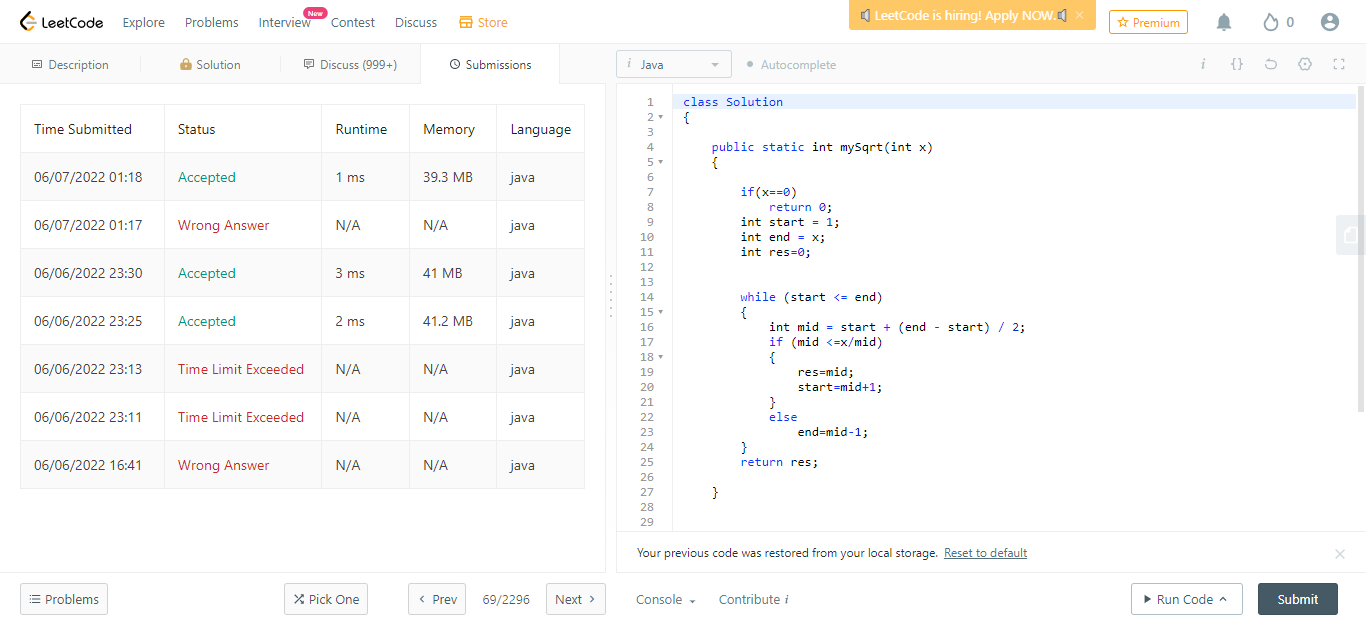 LeetCode Explore Problems Interview New Contest Discuss Store LeetCode is hiring! Apply NOW. × Premium 0
Description Solution Discuss (999+) Submissions i Java Autocomplete i {}
Time Submitted Status Runtime Memory Language
06/07/2022 01:18 Accepted 1 ms 39.3 MB java
06/07/2022 01:17 Wrong Answer N/A N/A java
06/06/2022 23:30 Accepted 3 ms 41 MB java
06/06/2022 23:25 Accepted 2 ms 41.2 MB java
06/06/2022 23:13 Time Limit Exceeded N/A N/A java
06/06/2022 23:11 Time Limit Exceeded N/A N/A java
06/06/2022 16:41 Wrong Answer N/A N/A java
1 class Solution
2 {
3
4 public static int mySqrt(int x)
5 {
6
7 if(x==0)
8 return 0;
9 int start = 1;
10 int end = x;
11 int res=0;
12
13
14 while (start <= end)
15 {
16 int mid = start + (end - start) / 2;
17 if (mid <=x/mid)
18 {
19 res=mid;
20 start=mid+1;
21 }
22 else
23 end=mid-1;
24 }
25 return res;
26
27 }
28
29
Your previous code was restored from your local storage. Reset to default
Problems Pick One Prev 69/2296 Next Console Contribute i Run Code Submit